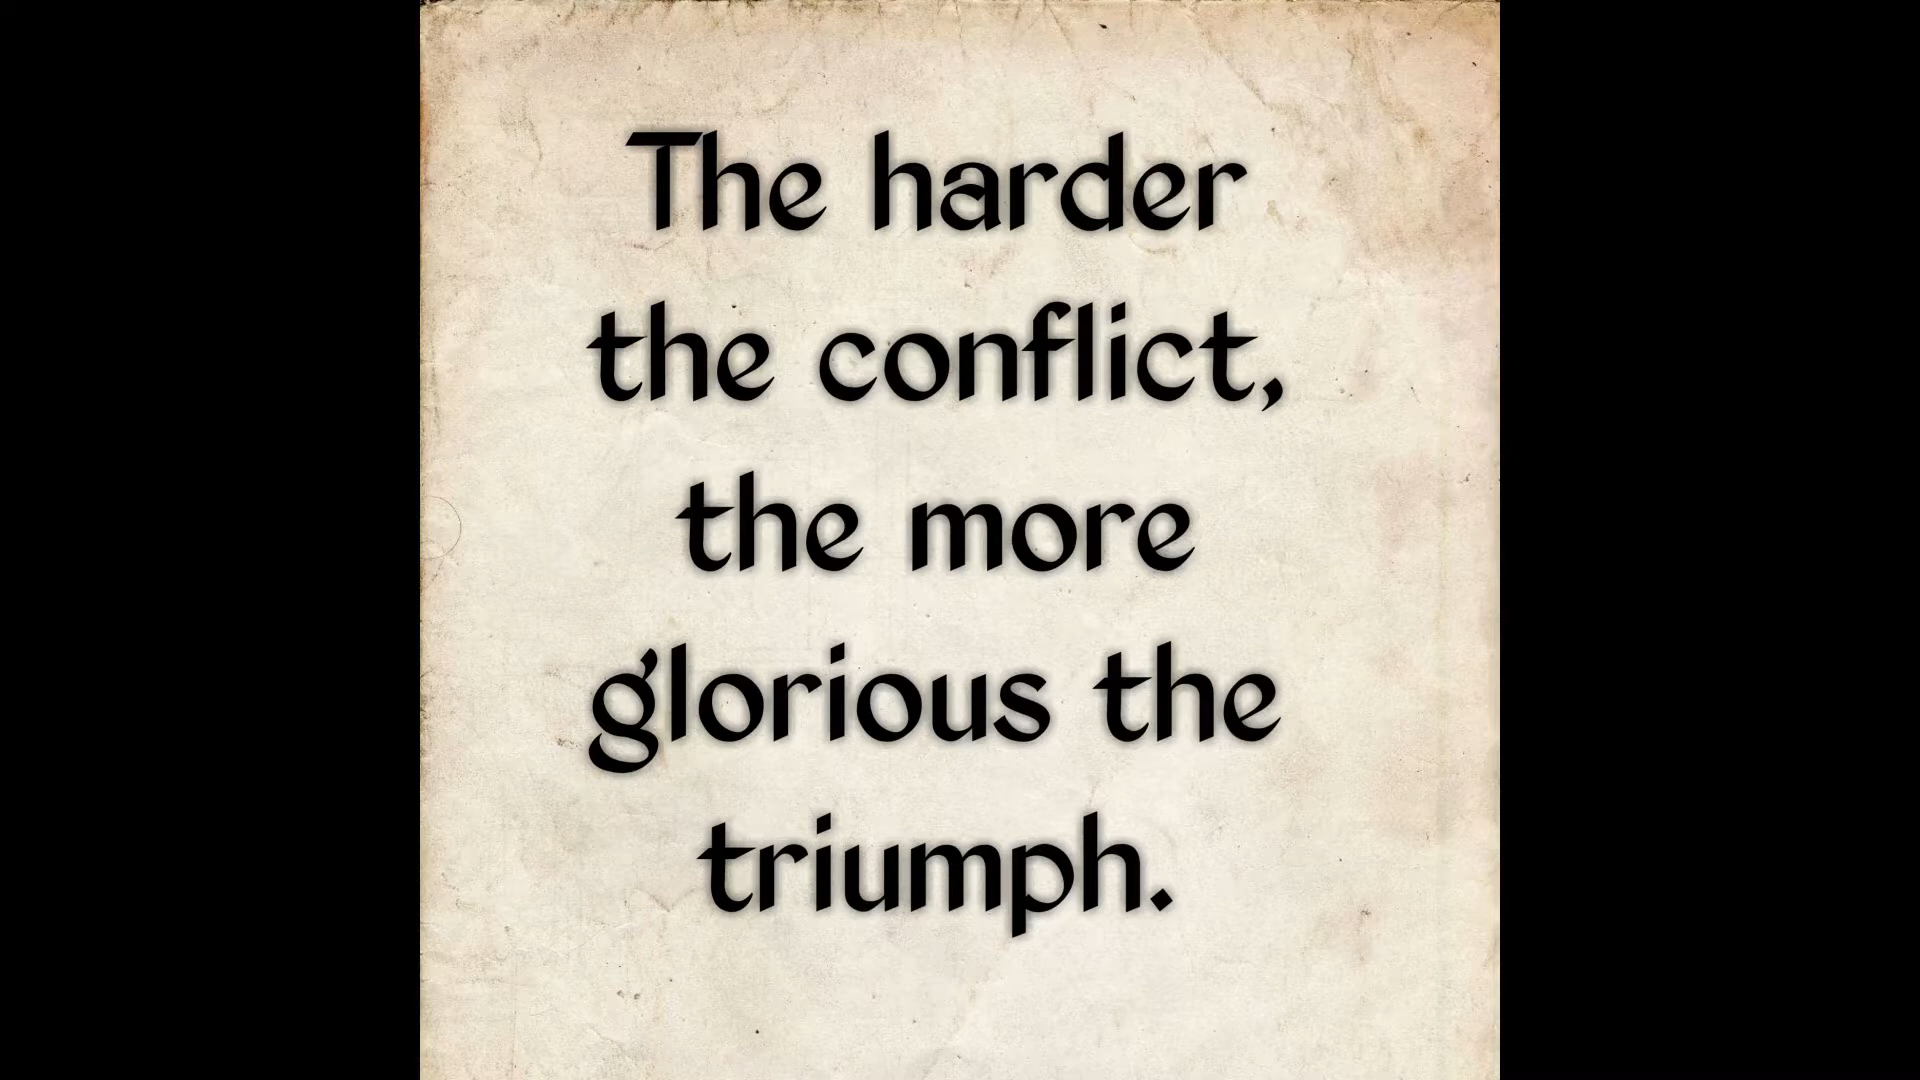 The harder
the conflict,
the more
glorious the
triumph.